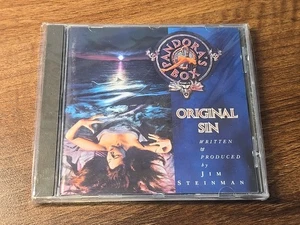 PANDORA'S
BOX
ORIGINAL
SIN
WRITTEN
&
PRODUCED
by
JIM
STEINMAN